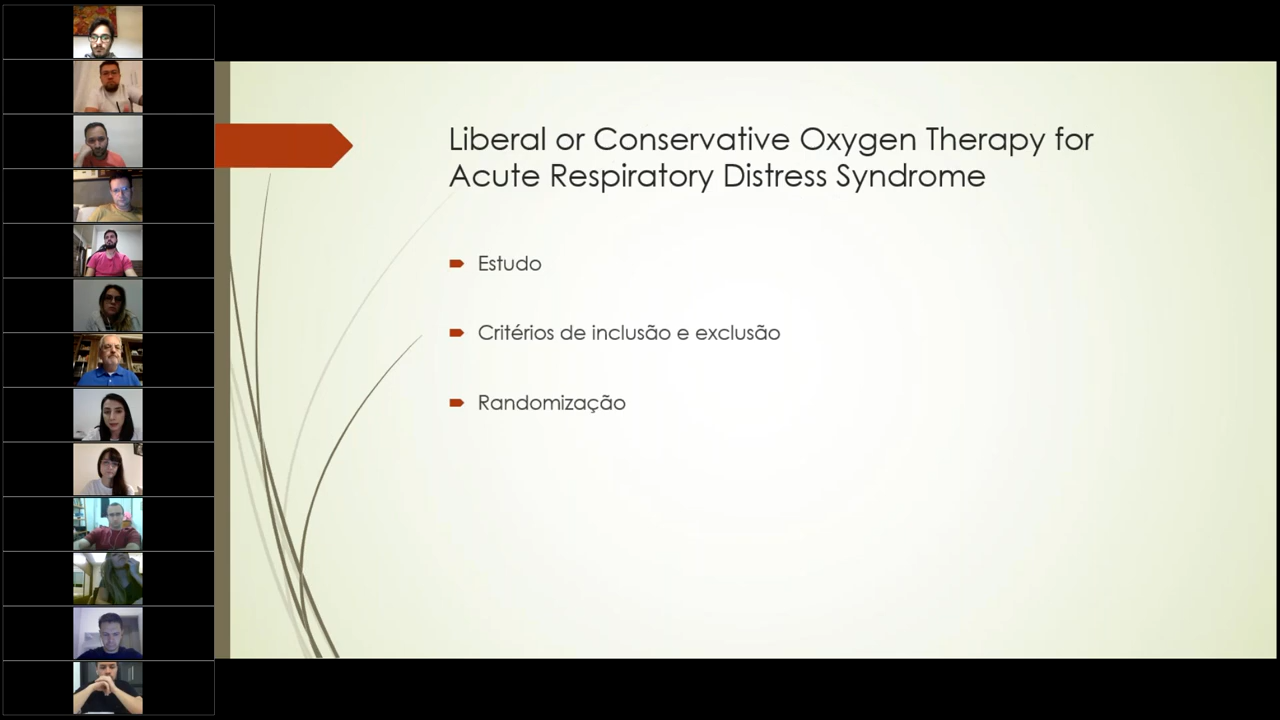 Liberal or Conservative Oxygen Therapy for
Acute Respiratory Distress Syndrome
Estudo
Critérios de inclusão e exclusão
Randomização